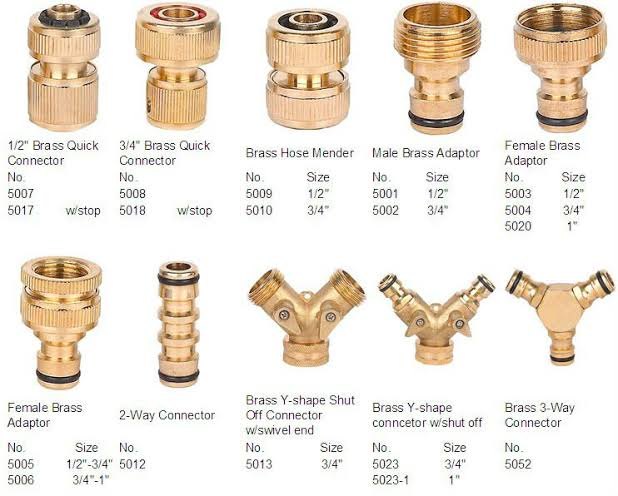 1/2" Brass Quick
Connector
No.
5007
5017 w/stop
3/4" Brass Quick
Connector
No.
5008
5018 w/stop
Brass Hose Mender
No. Size
5009 1/2"
5010 3/4"
Male Brass Adaptor
No. Size
5001 1/2"
5002 3/4"
Female Brass
Adaptor
No. Size
5003 1/2"
5004 3/4"
5020 1"
Female Brass
Adaptor
No. Size
5005 1/2"-3/4"
5006 3/4"-1"
2-Way Connector
No.
5012
Brass Y-shape Shut
Off Connector
w/swivel end
No. Size
5013 3/4"
Brass Y-shape
conncetor w/shut off
No. Size
5023 3/4"
5023-1 1"
Brass 3-Way
Connector
No.
5052